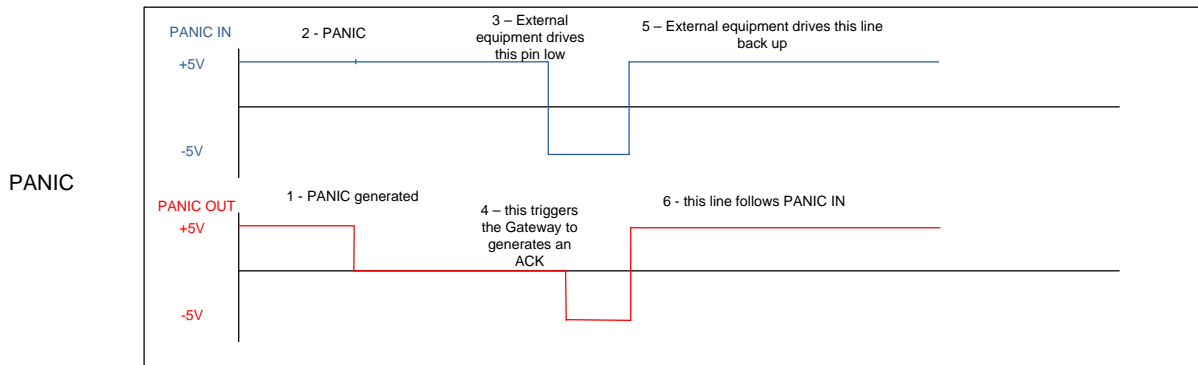 PANIC
PANIC IN
+5V
-5V
2 - PANIC
3 – External
equipment drives
this pin low
5 – External equipment drives this line
back up
PANIC OUT
+5V
-5V
1 - PANIC generated
4 – this triggers
the Gateway to
generates an
ACK
6 - this line follows PANIC IN